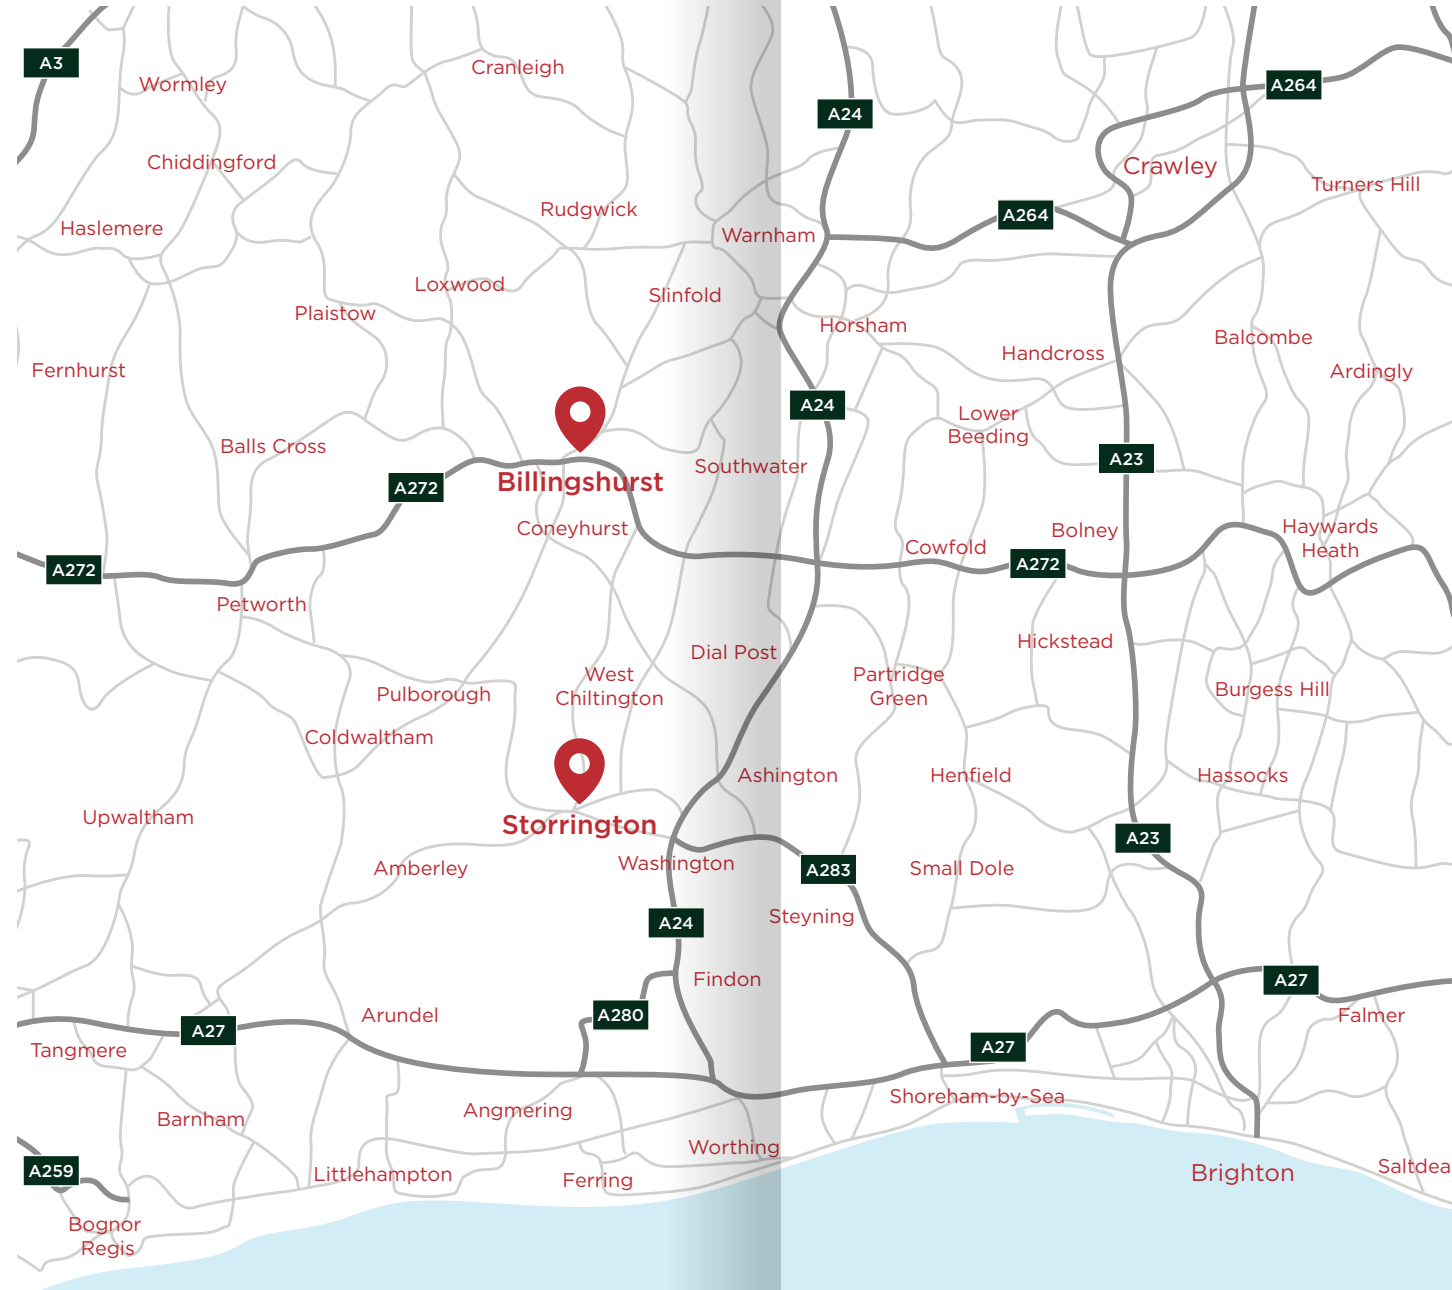 A3
Wormley
Cranleigh
A24
A264
Chiddingford
Crawley
Turners Hill
Haslemere
Rudgwick
Warnham
A264
Loxwood
Slinfold
Plaistow
Horsham
Handcross
Balcombe
Fernhurst
Ardingly
A24
Lower
Beeding
Balls Cross
Southwater
A23
Billingshurst
A272
Coneyhurst
Bolney
Haywards
Heath
Cowfold
A272
A272
Petworth
Hickstead
Dial Post
West
Chiltington
Partridge
Green
Pulborough
Burgess Hill
Coldwaltham
Ashington
Henfield
Hassocks
Upwaltham
Storrington
A23
Amberley
Washington
A283
Small Dole
Steyning
A24
Findon
A27
Arundel
A280
Falmer
A27
Tangmere
A27
Shoreham-by-Sea
Barnham
Angmering
Worthing
A259
Littlehampton
Ferring
Brighton
Saltdea
Bognor
Regis